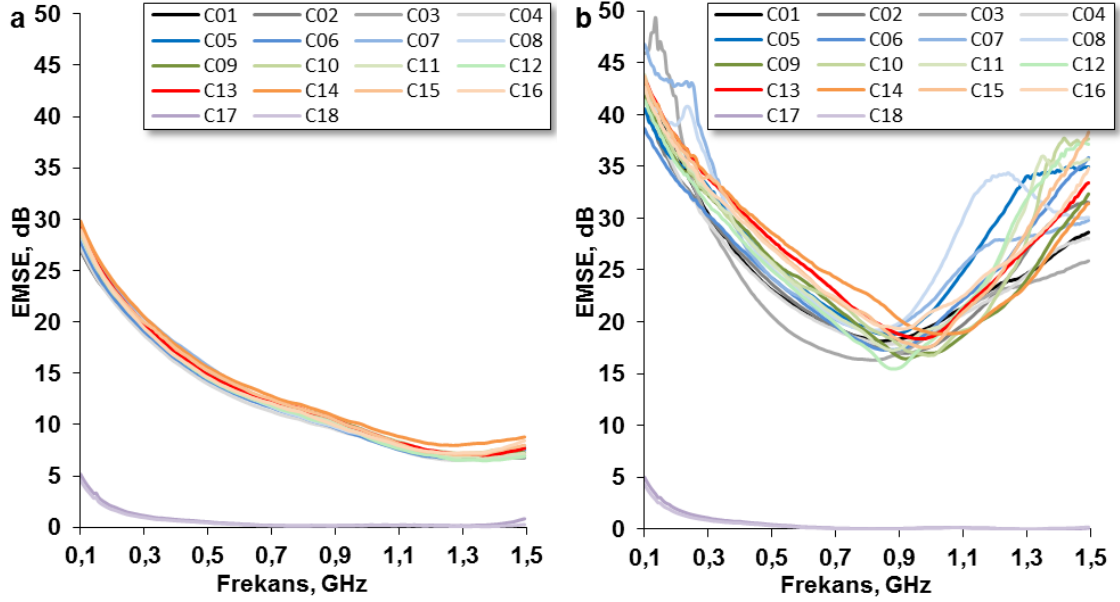 a
50
45
40
35
30
25
20
15
10
5
0
EMSE, dB
C01 C02 C03 C04
C05 C06 C07 C08
C09 C10 C11 C12
C13 C14 C15 C16
C17 C18
0,1 0,3 0,5 0,7 0,9 1,1 1,3 1,5
Frekans, GHz
b
50
45
40
35
30
25
20
15
10
5
0
EMSE, dB
C01 C02 C03 C04
C05 C06 C07 C08
C09 C10 C11 C12
C13 C14 C15 C16
C17 C18
0,1 0,3 0,5 0,7 0,9 1,1 1,3 1,5
Frekans, GHz